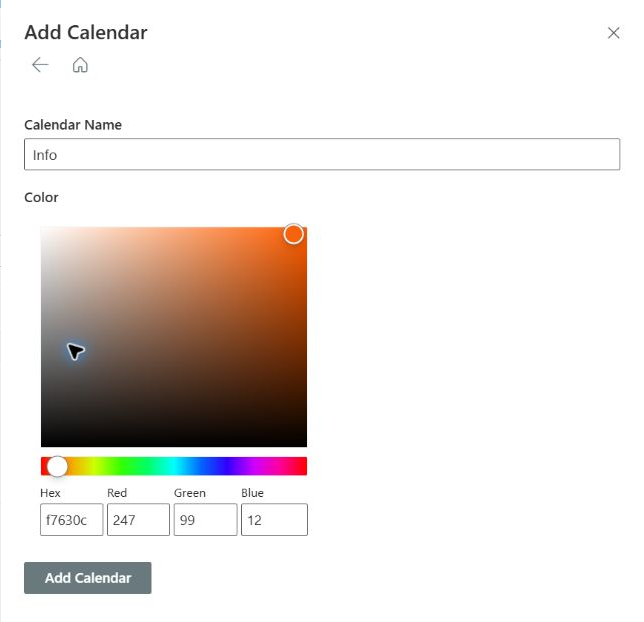 Add Calendar
Calendar Name
Info
Color
Hex Red Green Blue
f7630c 247 99 12
Add Calendar